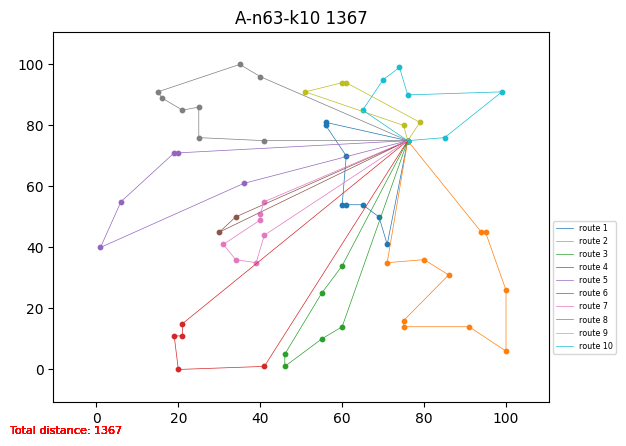 A-n63-k10 1367
100
80
60
40
20
0
0 20 40 60 80 100
route 1
route 2
route 3
route 4
route 5
route 6
route 7
route 8
route 9
route 10
Total distance: 1367